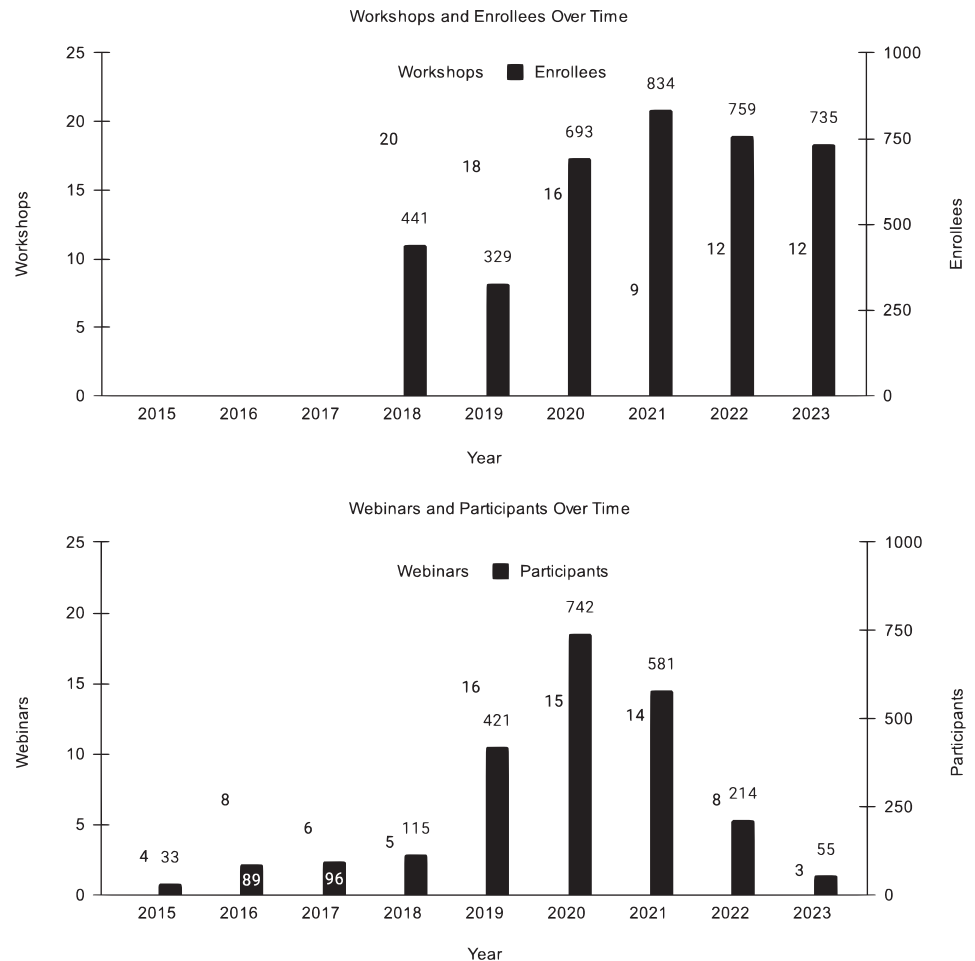 Workshops and Enrollees Over Time
25 1000
Workshops Enrollees
834
759
735
20 693 750
20
18
16
15
441 500
Workshops
Enrollees
10 329 12 12
9
5 250
0 0
2015 2016 2017 2018 2019 2020 2021 2022 2023
Year
Webinars and Participants Over Time
25 1000
Webinars Participants
742
20 750
581
15 16
15
14
421 500
Webinars
Participants
10
8 8 214 250
5 6 115
5
4 33 55
3
89 96
0 0
2015 2016 2017 2018 2019 2020 2021 2022 2023
Year